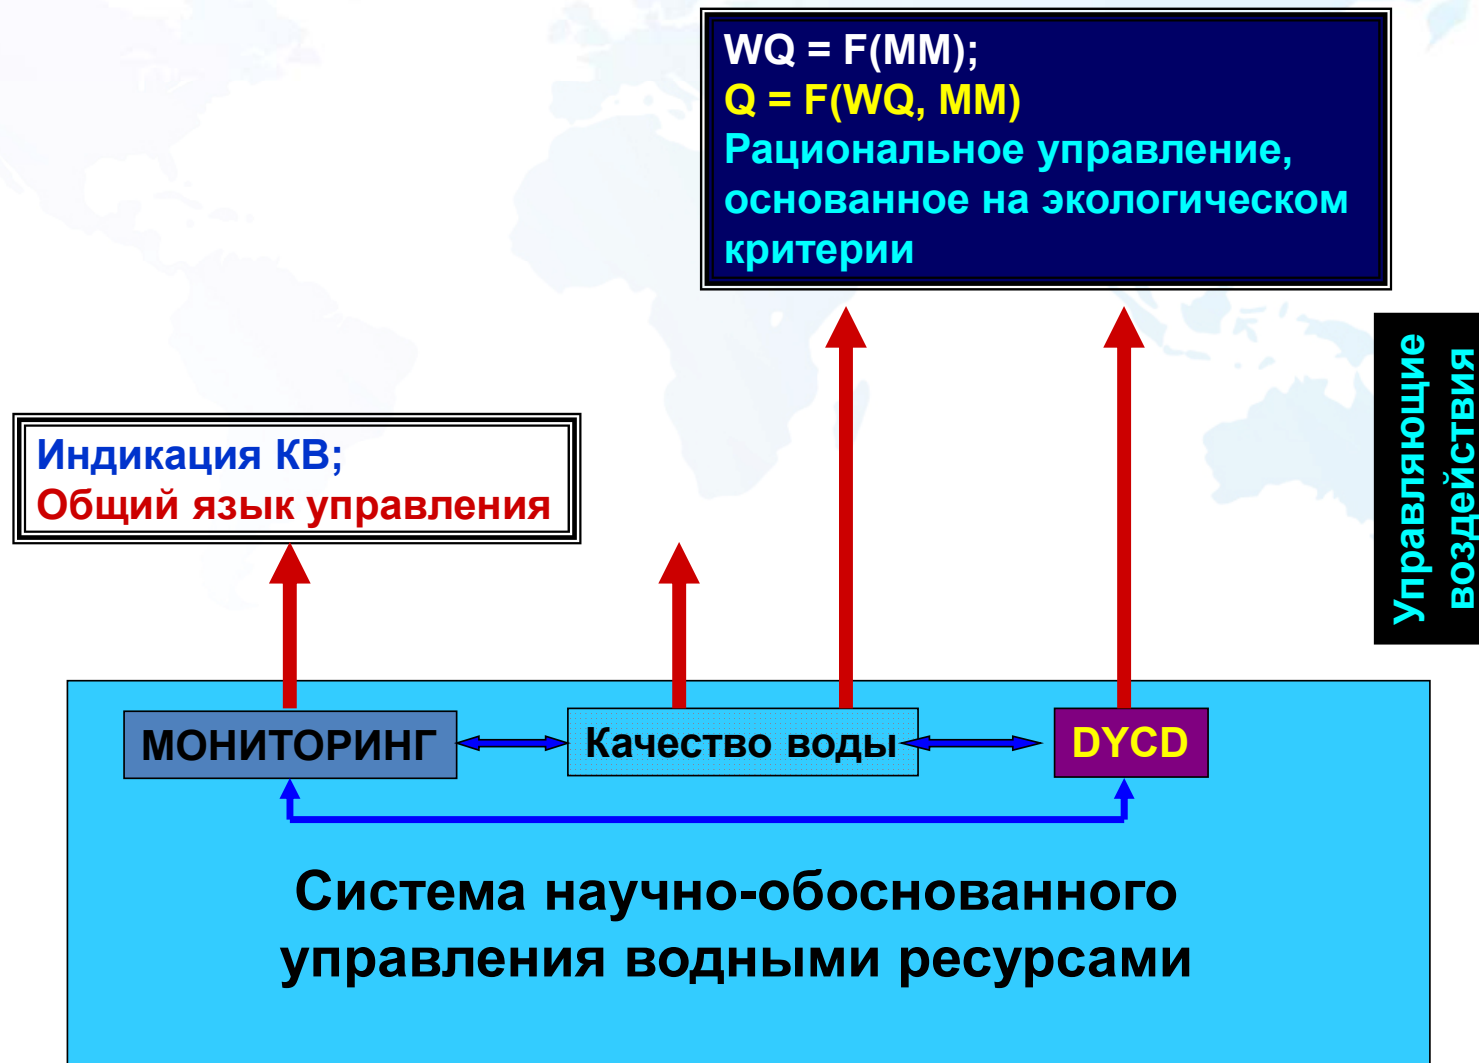 WQ = F(MM);
Q = F(WQ, MM)
Рациональное управление,
основанное на экологическом
критерии
Управляющие
воздействия
Индикация КВ;
Общий язык управления
МОНИТОРИНГ
Качество воды
DYCD
Система научно-обоснованного
управления водными ресурсами